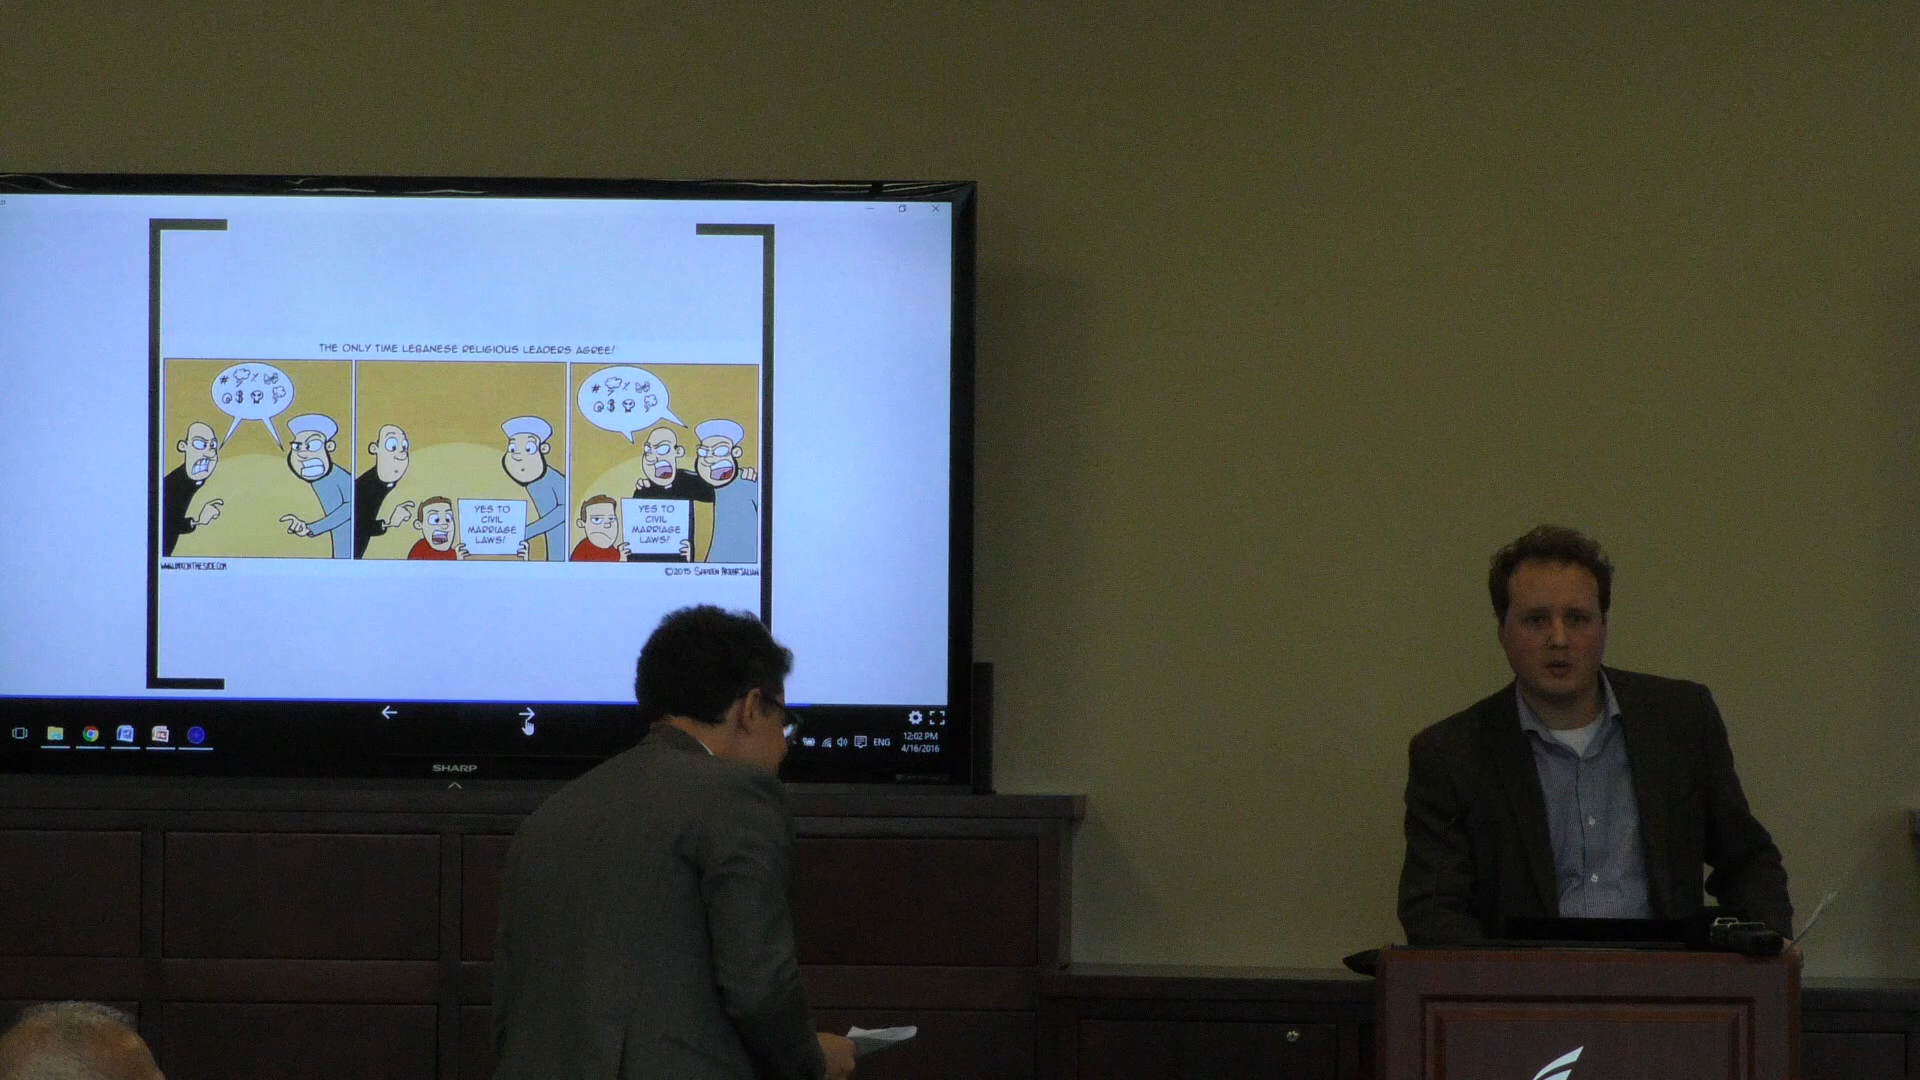 THE ONLY TIME LEBANESE RELIGIOUS LEADERS AGREE!
YES TO
CIVIL
MARRIAGE
LAWS!
YES TO
CIVIL
MARRIAGE
LAWS!
©2015
ENG
12:02 PM
4/16/2016
SHARP